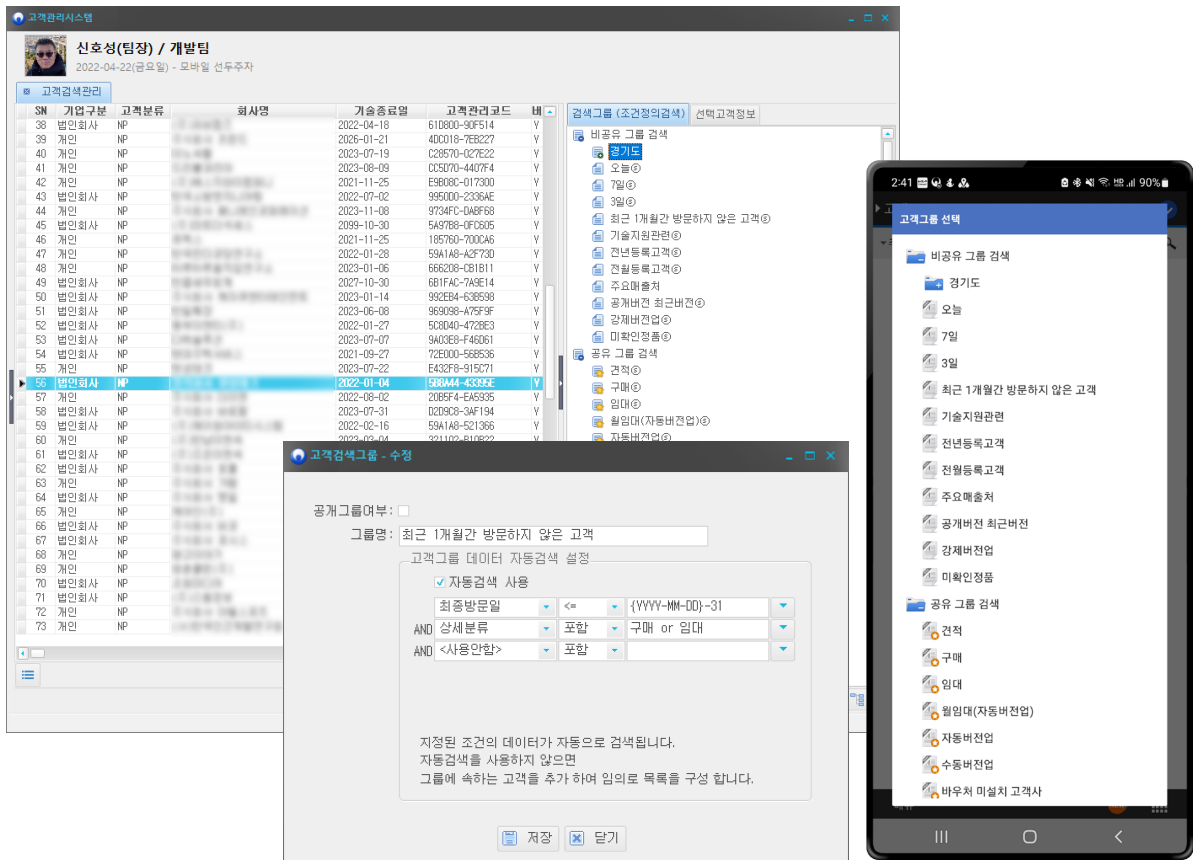 고객관리시스템
신호성(팀장) / 개발팀
2022-04-22(금요일) - 모바일 선두주자
고객검색관리
SN 기업구분 고객분류 회사명 기술종료일 고객관리코드 비
38 법인회사 NP 2022-04-18 61D800-90F514 Y
39 개인 NP 2026-01-21 4DC018-7EB227 Y
40 개인 NP 2023-07-19 C28570-027E22 Y
41 개인 NP 2023-08-09 CC5D70-4407F4 Y
42 개인 NP 2021-11-25 E9B08C-017300 Y
43 법인회사 NP 2022-07-02 995000-2336AE Y
44 개인 NP 2023-11-08 9734FC-DABF68 Y
45 법인회사 NP 2099-10-30 5A97B8-0FC605 Y
46 개인 NP 2021-11-25 185760-700CA6 Y
47 개인 NP 2022-01-28 59A1A8-A2F73D Y
48 개인 NP 2023-01-06 666208-CB1B11 Y
49 법인회사 NP 2027-10-30 6B1FAC-7A9E14 Y
50 법인회사 NP 2023-01-14 992EB4-63B598 Y
51 법인회사 NP 2023-06-08 969098-A75F9F Y
52 법인회사 NP 2022-01-27 5C8D40-472BE3 Y
53 법인회사 NP 2023-07-07 9A03E8-F46D61 Y
54 법인회사 NP 2021-09-27 72E000-56B536 Y
55 개인 NP 2023-07-22 E432F8-915C71 Y
56 법인회사 NP 2022-01-04 5B8A44-43395E Y
57 개인 NP 2022-08-02 20B5F4-EA5935 Y
58 법인회사 NP 2023-07-31 D2D9C8-3AF194 Y
59 법인회사 NP 2022-02-16 59A1A8-521366 Y
60 개인 NP 2023-03-04 321102-B10B22 Y
61 법인회사 NP
62 법인회사 NP
63 개인 NP
64 법인회사 NP
65 개인 NP
66 법인회사 NP
67 법인회사 NP
68 개인 NP
69 개인 NP
70 법인회사 NP
71 법인회사 NP
72 개인 NP
73 개인 NP
검색그룹 (조건정의검색) 선택고객정보
비공유 그룹 검색
경기도
오늘ⓢ
7일ⓢ
3일ⓢ
최근 1개월간 방문하지 않은 고객ⓢ
기술지원관련ⓢ
전년등록고객ⓢ
전월등록고객ⓢ
주요매출처
공개버전 최근버전ⓢ
강제버전업ⓢ
미확인정품ⓢ
공유 그룹 검색
견적ⓢ
구매ⓢ
임대ⓢ
월임대(자동버전업)ⓢ
자동버전업ⓢ
고객검색그룹 - 수정
공개그룹여부:
그룹명: 최근 1개월간 방문하지 않은 고객
고객그룹 데이터 자동검색 설정
자동검색 사용
최종방문일 <= {YYYY-MM-DD}-31
AND 상세분류 포함 구매 or 임대
AND <사용안함> 포함
지정된 조건의 데이터가 자동으로 검색됩니다.
자동검색을 사용하지 않으면
그룹에 속하는 고객을 추가 하여 임의로 목록을 구성 합니다.
저장 닫기
2:41 90%
고객그룹 선택
비공유 그룹 검색
경기도
오늘
7일
3일
최근 1개월간 방문하지 않은 고객
기술지원관련
전년등록고객
전월등록고객
주요매출처
공개버전 최근버전
강제버전업
미확인정품
공유 그룹 검색
견적
구매
임대
월임대(자동버전업)
자동버전업
수동버전업
바우처 미설치 고객사